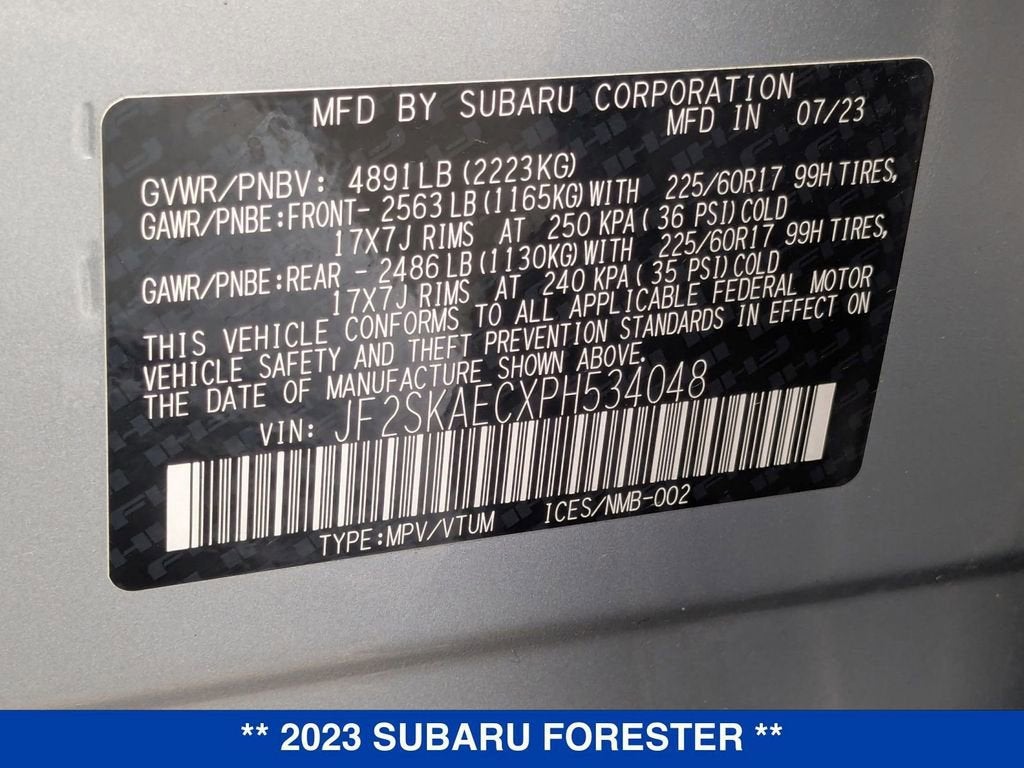 MFD BY SUBARU CORPORATION
MFD IN 07/23
GVWR/PNBV: 4891LB (2223KG)
GAWR/PNBE:FRONT- 2563 LB (1165KG) WITH 225/60R17 99H TIRES,
17X7J RIMS AT 250 KPA ( 36 PSI) COLD
GAWR/PNBE:REAR - 2486 LB (1130KG) WITH 225/60R17 99H TIRES,
17X7J RIMS AT 240 KPA ( 35 PSI) COLD
THIS VEHICLE CONFORMS TO ALL APPLICABLE FEDERAL MOTOR
VEHICLE SAFETY AND THEFT PREVENTION STANDARDS IN EFFECT ON
THE DATE OF MANUFACTURE SHOWN ABOVE.
VIN: JF2SKAECXPH534048
TYPE:MPV/VTUM ICES/NMB-002
** 2023 SUBARU FORESTER **